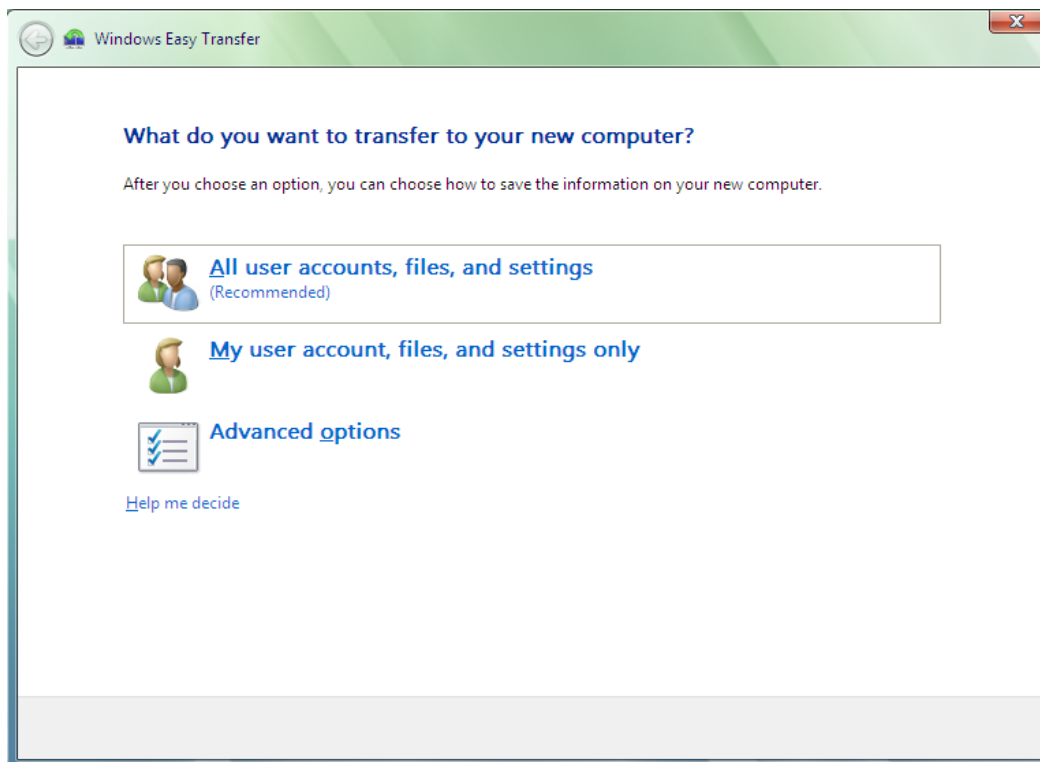 Windows Easy Transfer
X
What do you want to transfer to your new computer?
After you choose an option, you can choose how to save the information on your new computer.
All user accounts, files, and settings
(Recommended)
My user account, files, and settings only
Advanced options
Help me decide